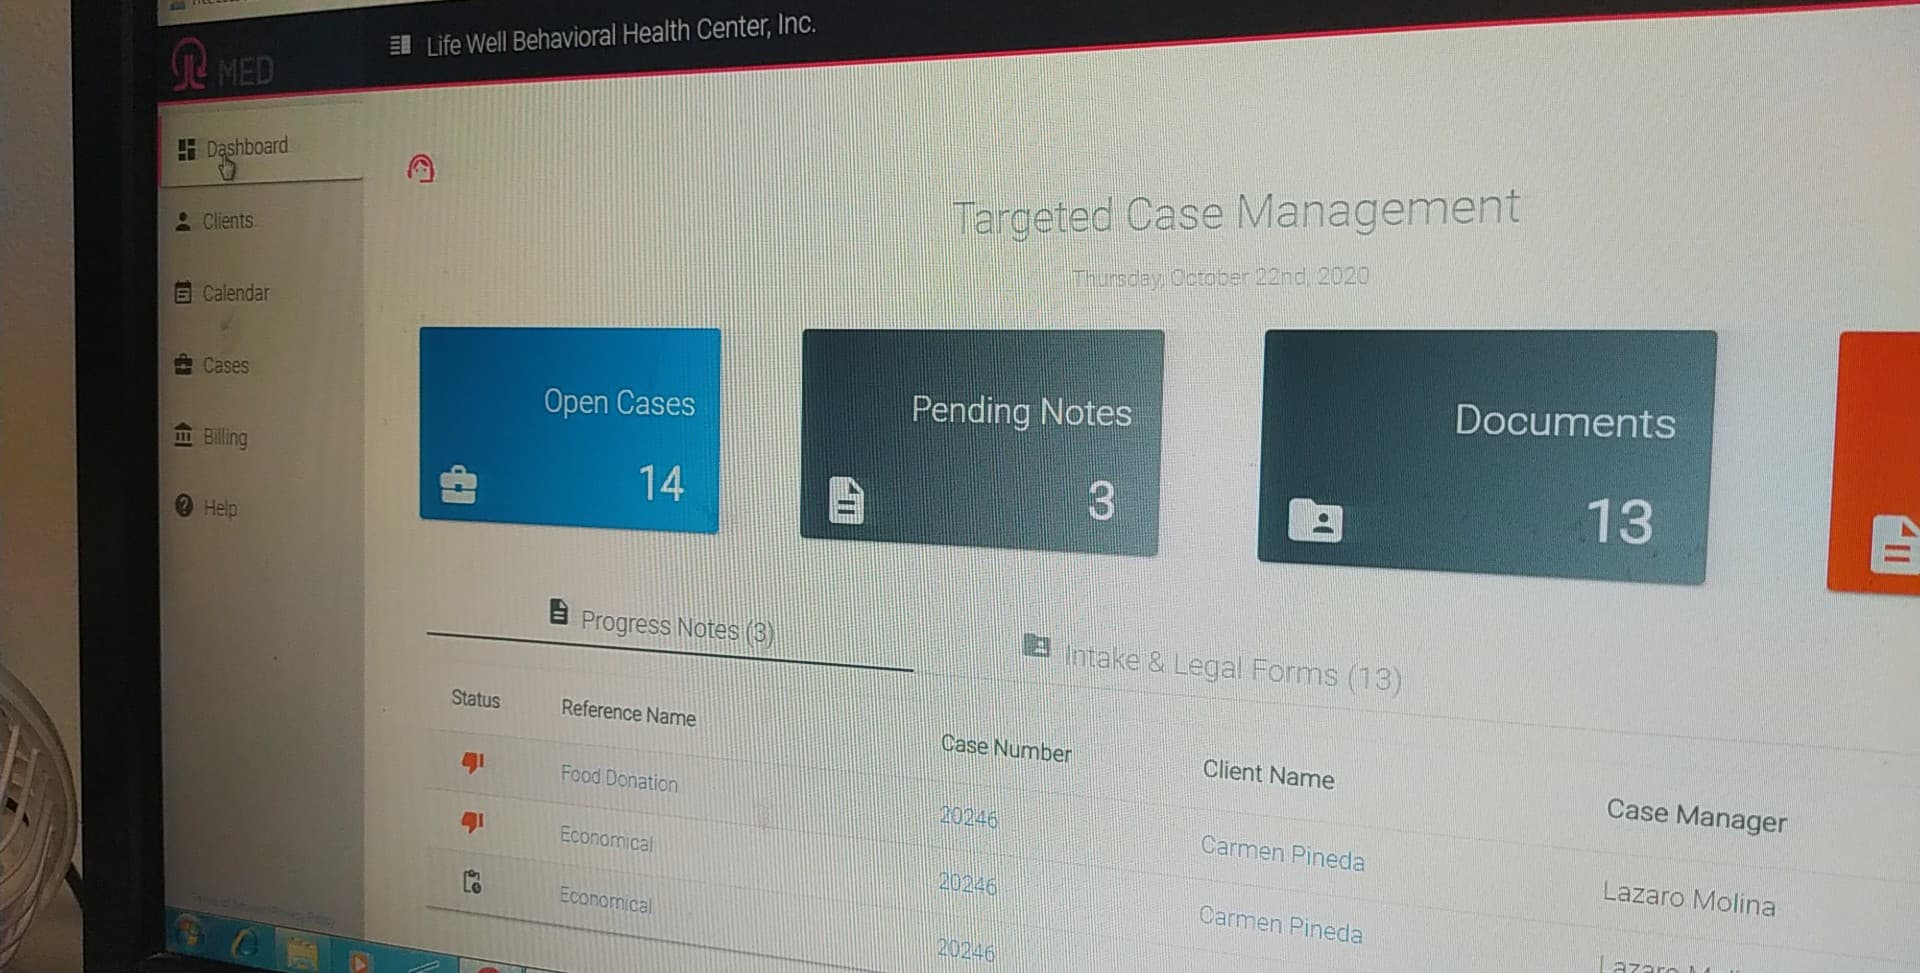 MED
Life Well Behavioral Health Center, Inc.
Dashboard
Clients
Calendar
Cases
Billing
Help
Targeted Case Management
Thursday, October 22nd, 2020
Open Cases
14
Pending Notes
3
Documents
13
Progress Notes (3)
Intake & Legal Forms (13)
Status Reference Name Case Number Client Name Case Manager
Food Donation 20246 Carmen Pineda Lazaro Molina
Economical 20246 Carmen Pineda
Economical 20246